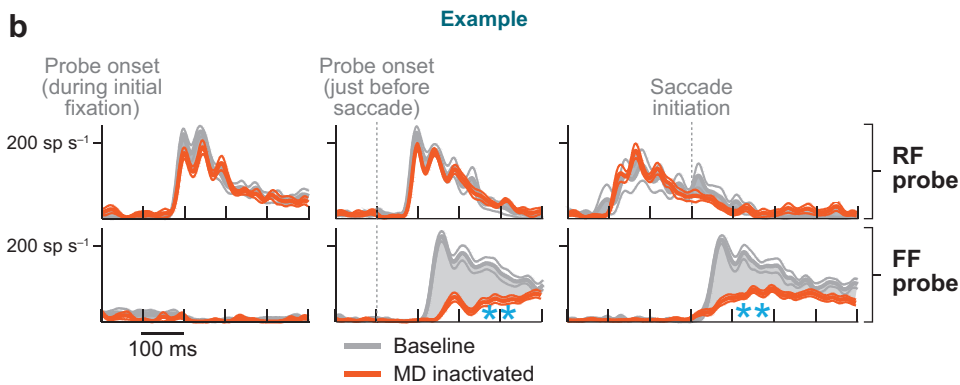 b
Example
Probe onset
(during initial
fixation)
Probe onset
(just before
saccade)
Saccade
initiation
200 sp s⁻¹
RF
probe
200 sp s⁻¹
FF
probe
**
**
100 ms
Baseline
MD inactivated